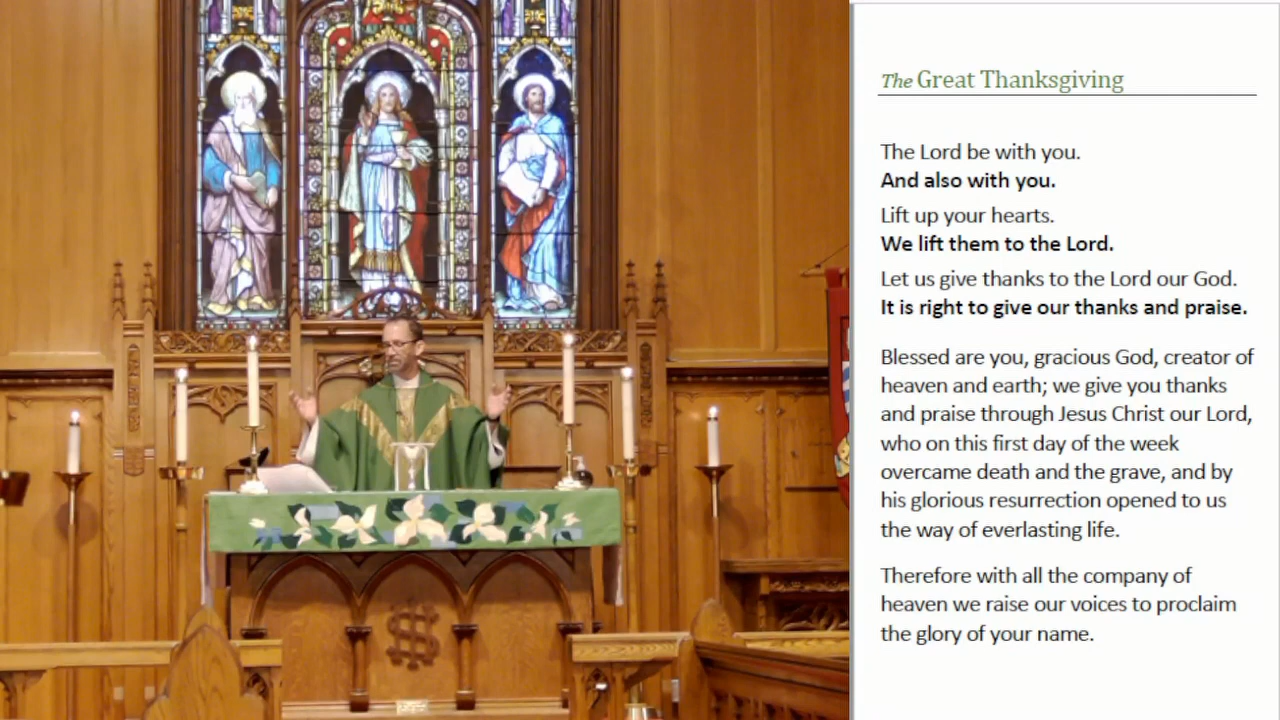 The Great Thanksgiving
The Lord be with you.
And also with you.
Lift up your hearts.
We lift them to the Lord.
Let us give thanks to the Lord our God.
It is right to give our thanks and praise.
Blessed are you, gracious God, creator of
heaven and earth; we give you thanks
and praise through Jesus Christ our Lord,
who on this first day of the week
overcame death and the grave, and by
his glorious resurrection opened to us
the way of everlasting life.
Therefore with all the company of
heaven we raise our voices to proclaim
the glory of your name.